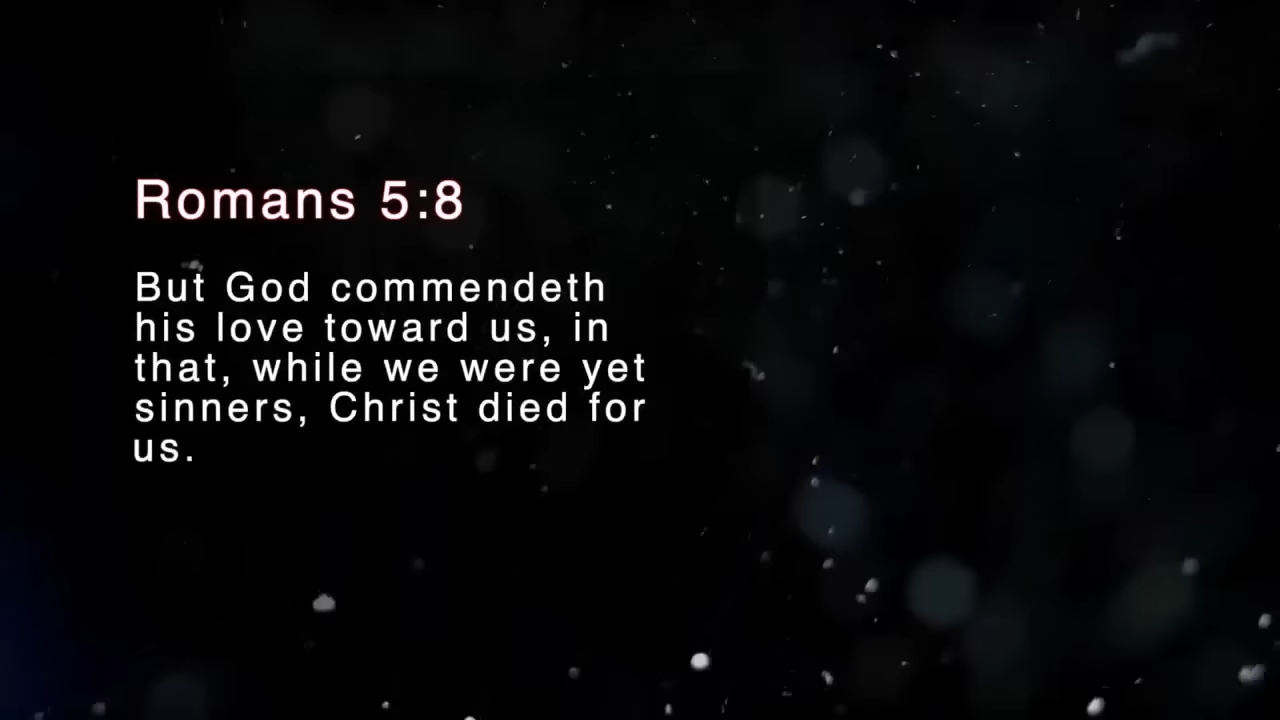 Romans 5:8
But God commendeth
his love toward us, in
that, while we were yet
sinners, Christ died for
us.